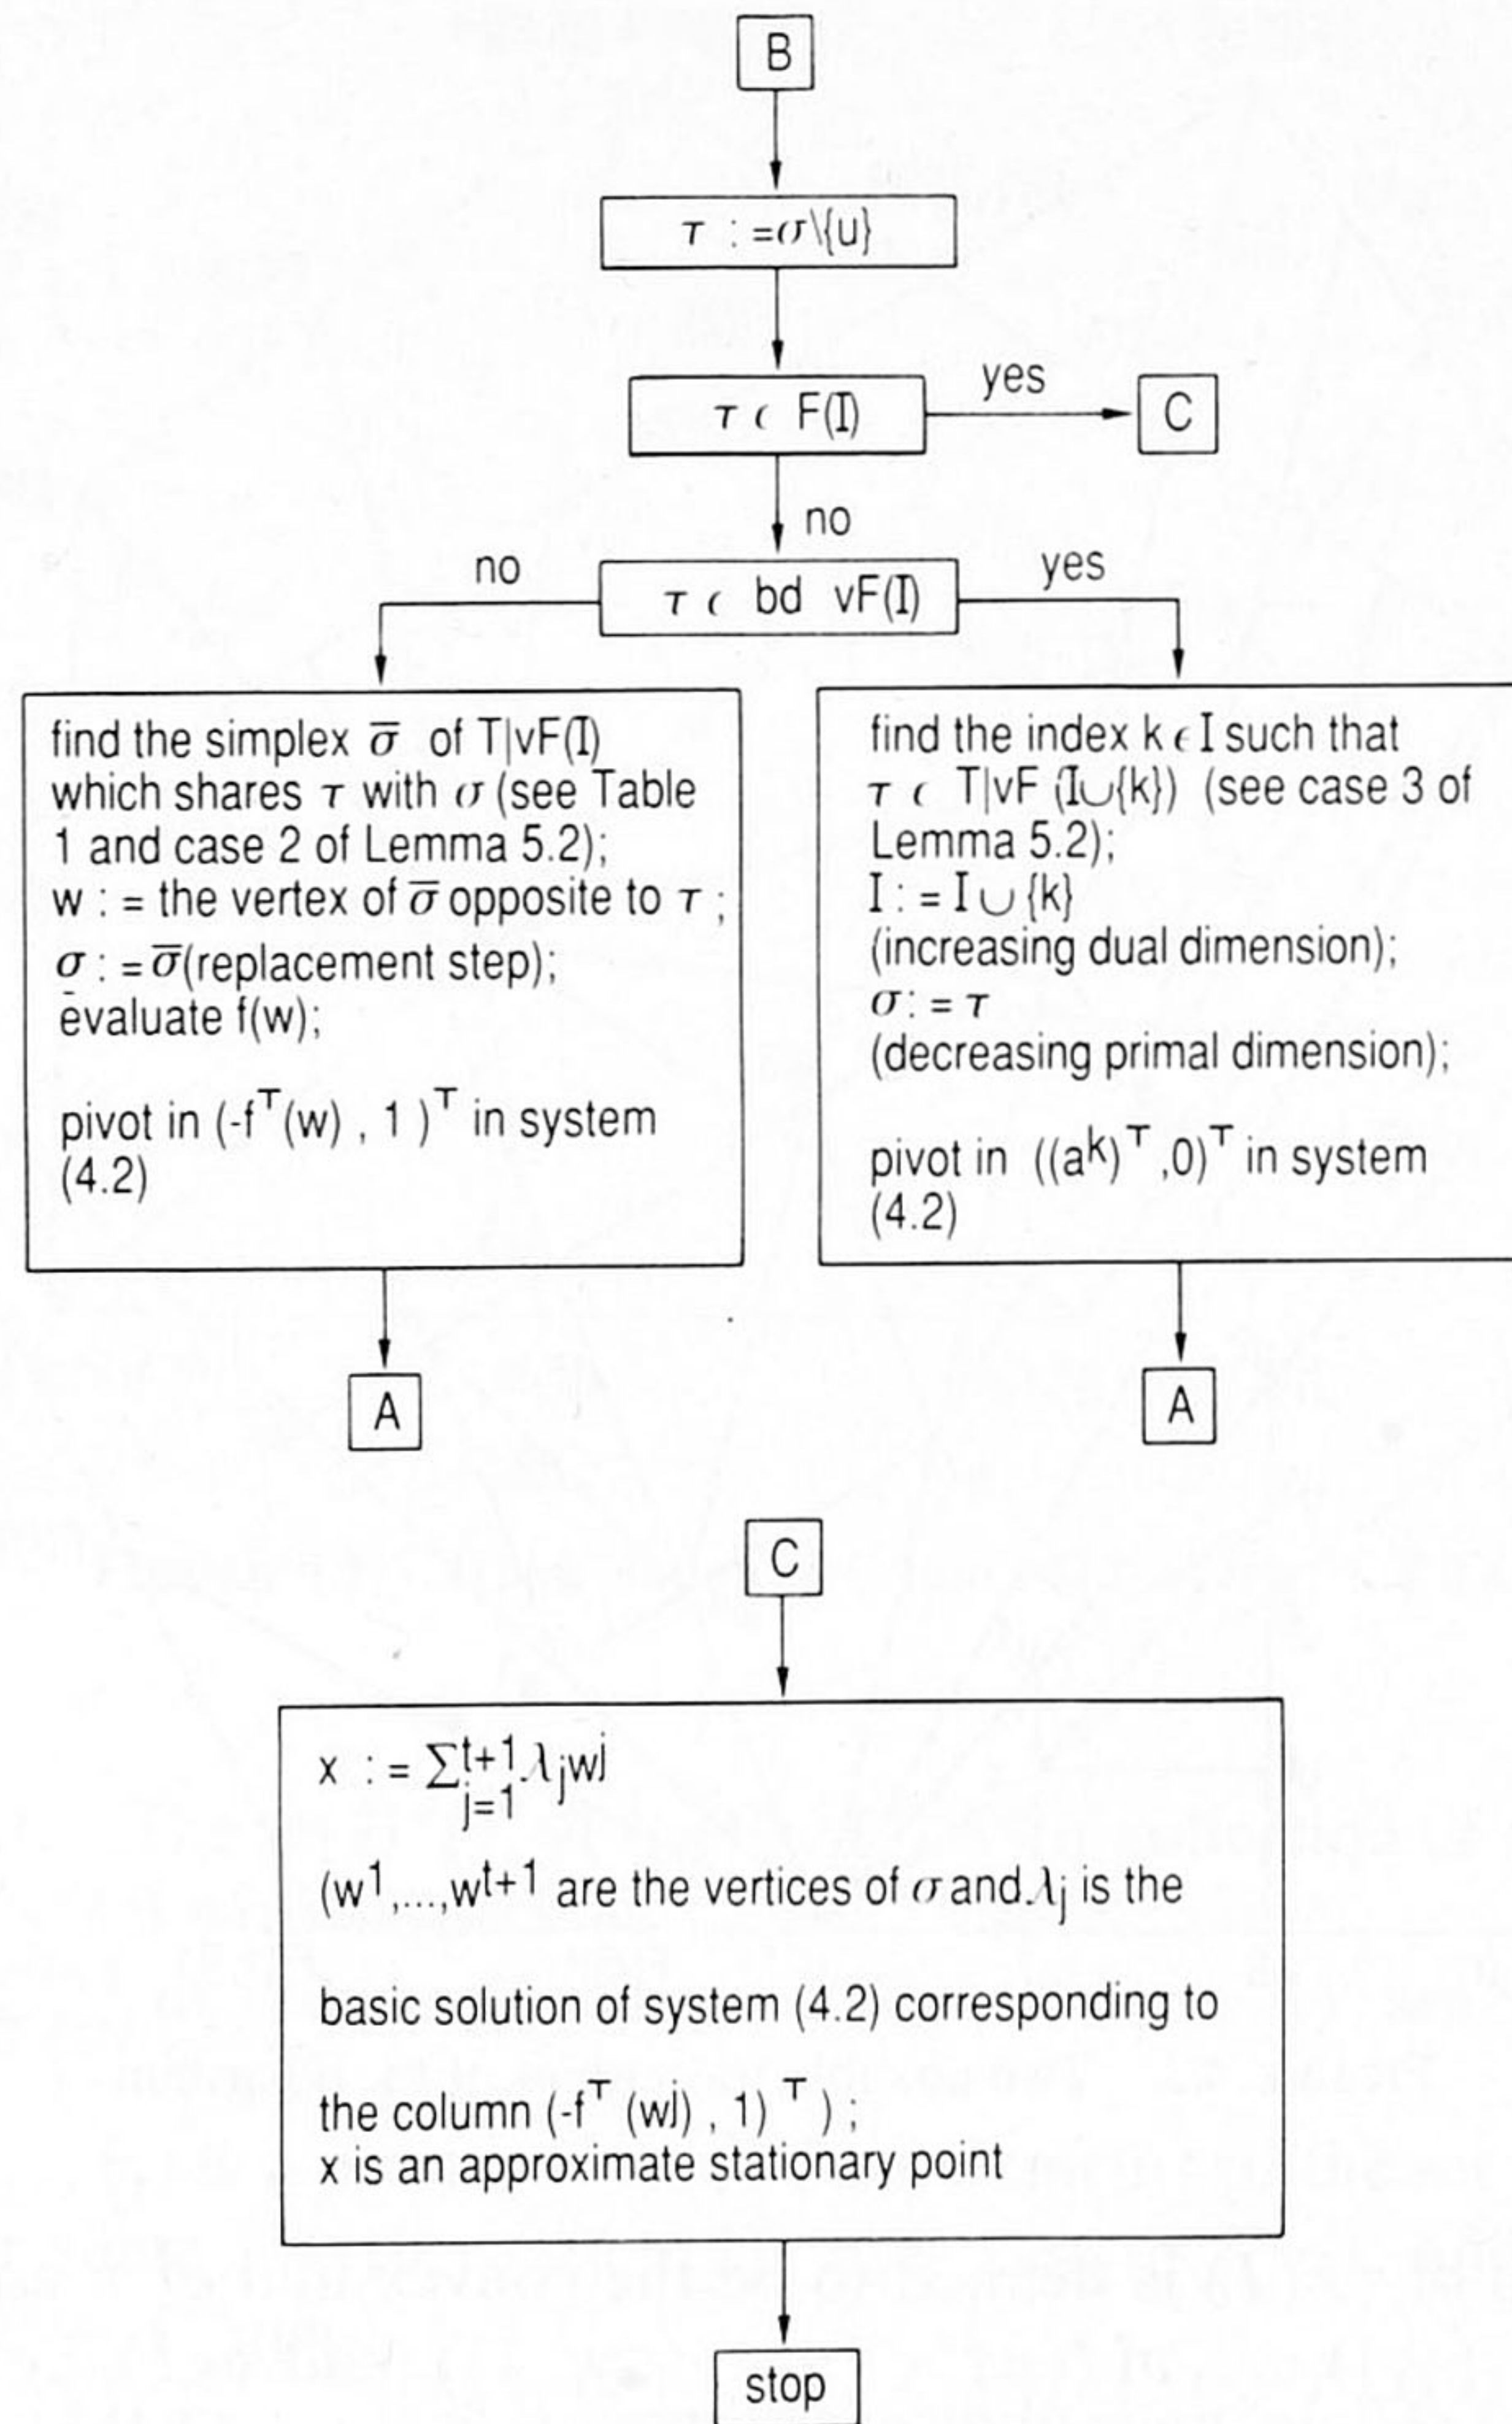 B
τ : =σ\{u}
τ ⊂ F(I)
yes
C
no
τ ⊂ bd vF(I)
no
yes
find the simplex σ̅ of T|vF(I)
which shares τ with σ (see Table
1 and case 2 of Lemma 5.2);
w : = the vertex of σ̅ opposite to τ ;
σ : = σ̅ (replacement step);
evaluate f(w);
pivot in (-f^T(w) , 1 )^T in system
(4.2)
A
find the index k ϵ I such that
τ ⊂ T|vF (I∪{k}) (see case 3 of
Lemma 5.2);
I : = I ∪ {k}
(increasing dual dimension);
σ : = τ
(decreasing primal dimension);
pivot in ((a^k)^T ,0)^T in system
(4.2)
A
C
x : = ∑_{j=1}^{t+1} λ_j w^j
(w^1,...,w^{t+1} are the vertices of σ and λ_j is the
basic solution of system (4.2) corresponding to
the column (-f^T (w^j) , 1)^T ) ;
x is an approximate stationary point
stop